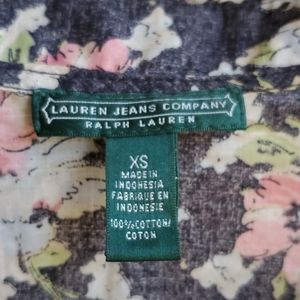 LAUREN JEANS COMPANY
RALPH LAUREN
XS
MADE IN
INDONESIA
FABRIQUE EN
INDONESIE
100% COTTON/
COTON